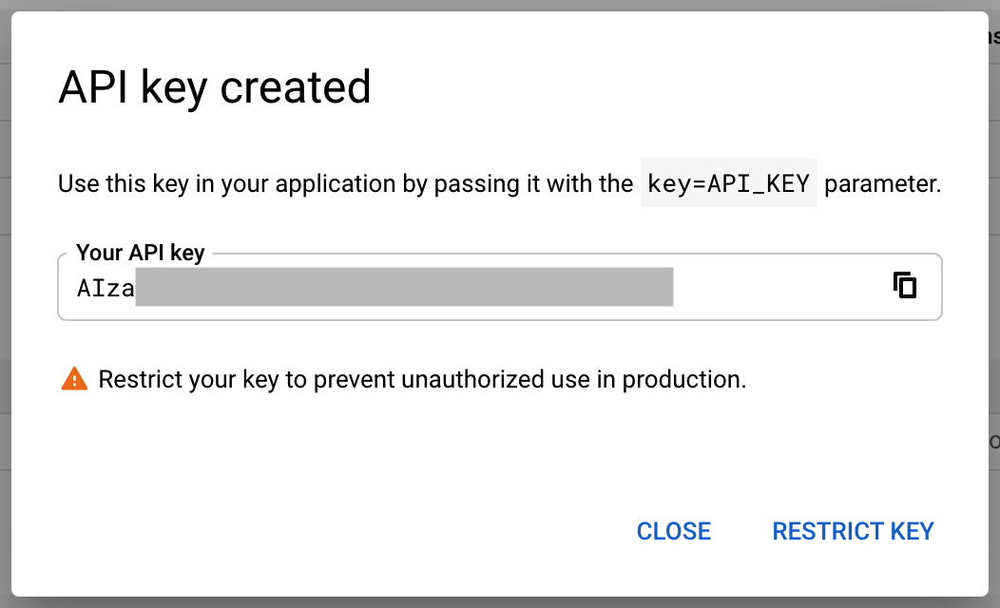 API key created
Use this key in your application by passing it with the key=API_KEY parameter.
Your API key
AIza
Restrict your key to prevent unauthorized use in production.
CLOSE RESTRICT KEY